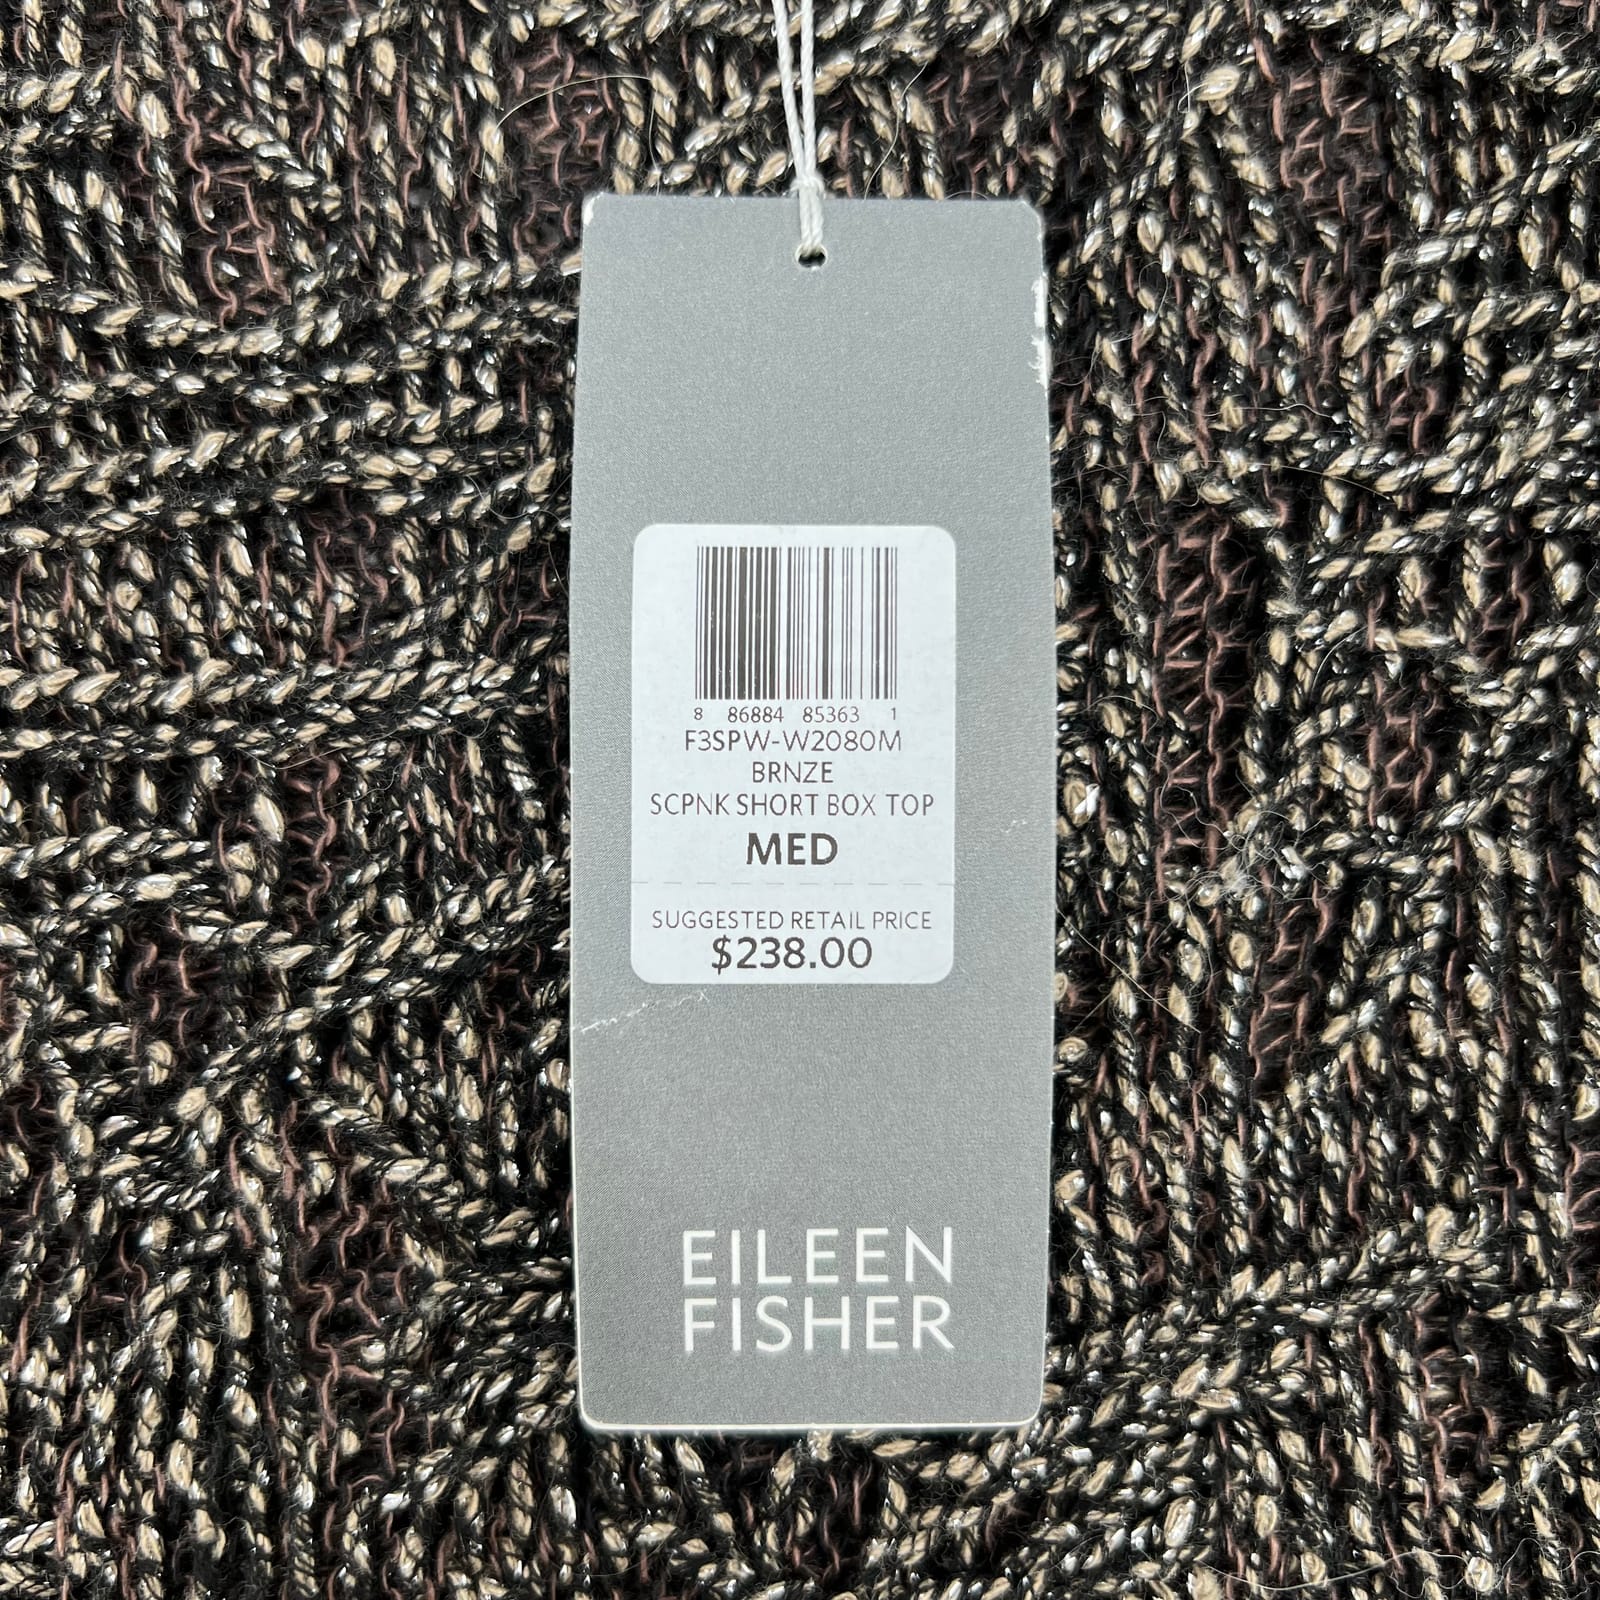 8 86884 85363 1
F3SPW-W2080M
BRNZE
SCPNK SHORT BOX TOP
MED
SUGGESTED RETAIL PRICE
$238.00
EILEEN
FISHER